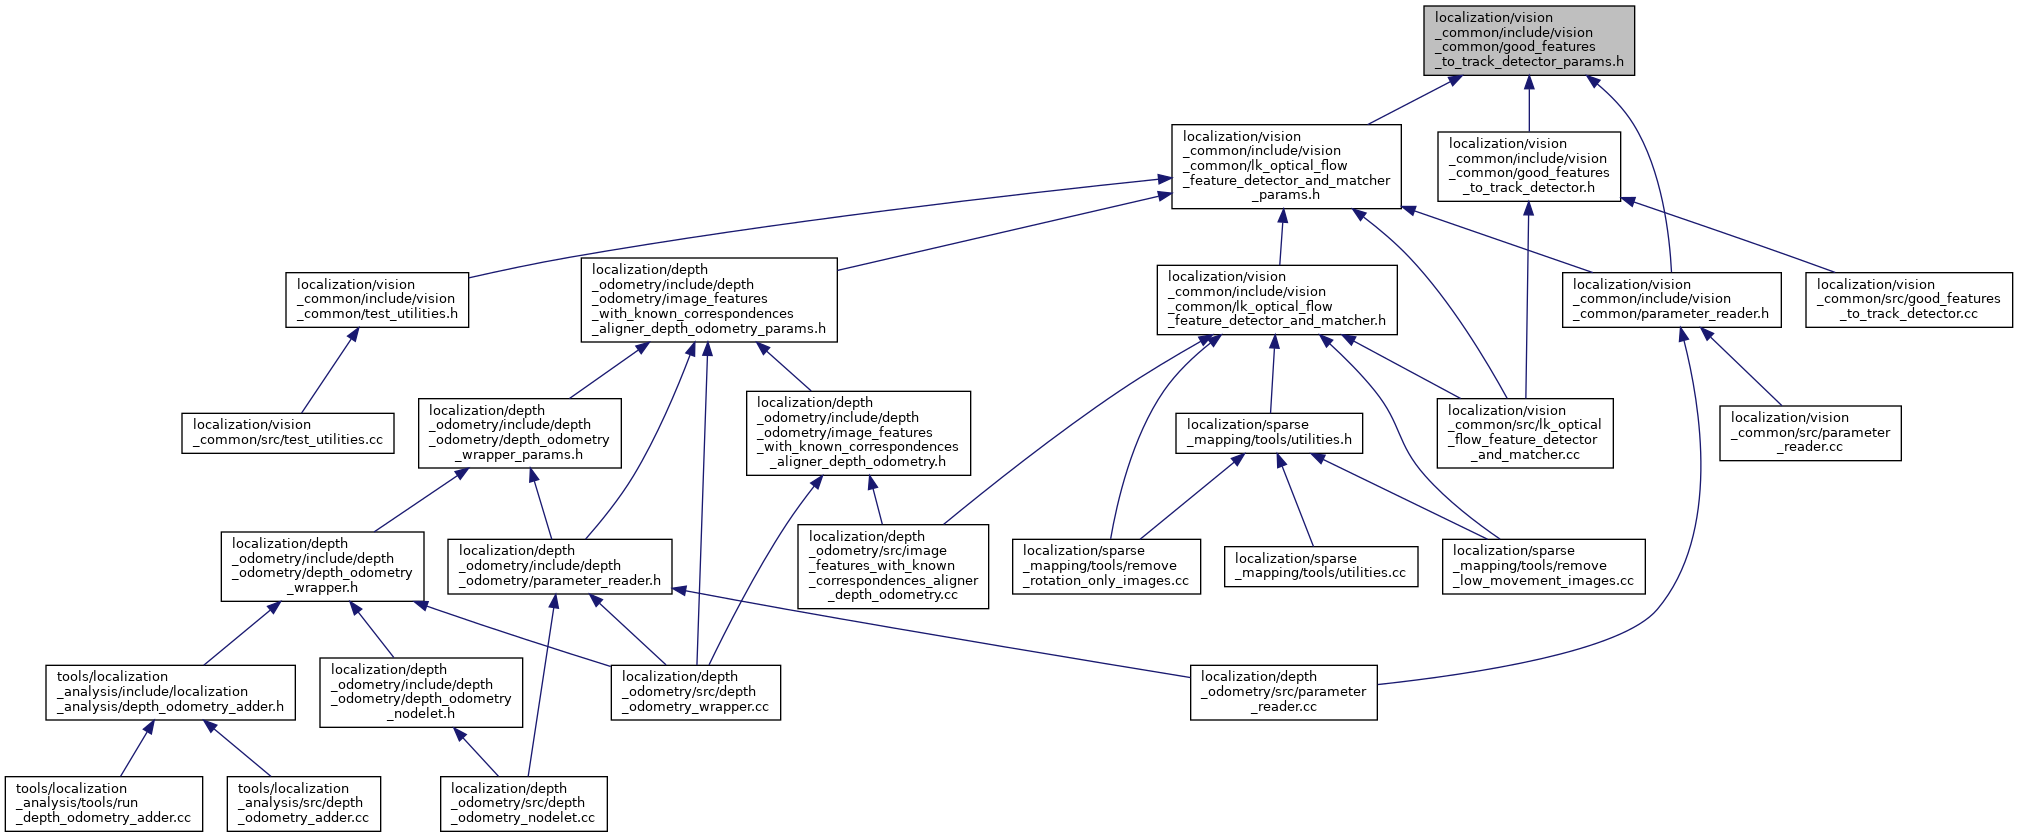 localization/vision
_common/include/vision
_common/good_features
_to_track_detector_params.h
localization/vision
_common/include/vision
_common/lk_optical_flow
_feature_detector_and_matcher
_params.h
localization/vision
_common/include/vision
_common/good_features
_to_track_detector.h
localization/vision
_common/include/vision
_common/test_utilities.h
localization/depth
_odometry/include/depth
_odometry/image_features
_with_known_correspondences
_aligner_depth_odometry_params.h
localization/vision
_common/include/vision
_common/lk_optical_flow
_feature_detector_and_matcher.h
localization/vision
_common/include/vision
_common/parameter_reader.h
localization/vision
_common/src/good_features
_to_track_detector.cc
localization/vision
_common/src/test_utilities.cc
localization/depth
_odometry/include/depth
_odometry/depth_odometry
_wrapper_params.h
localization/depth
_odometry/include/depth
_odometry/image_features
_with_known_correspondences
_aligner_depth_odometry.h
localization/sparse
_mapping/tools/utilities.h
localization/vision
_common/src/lk_optical
_flow_feature_detector
_and_matcher.cc
localization/vision
_common/src/parameter
_reader.cc
localization/depth
_odometry/include/depth
_odometry/depth_odometry
_wrapper.h
localization/depth
_odometry/include/depth
_odometry/parameter_reader.h
localization/depth
_odometry/src/image
_features_with_known
_correspondences_aligner
_depth_odometry.cc
localization/sparse
_mapping/tools/remove
_rotation_only_images.cc
localization/sparse
_mapping/tools/utilities.cc
localization/sparse
_mapping/tools/remove
_low_movement_images.cc
tools/localization
_analysis/include/localization
_analysis/depth_odometry_adder.h
localization/depth
_odometry/include/depth
_odometry/depth_odometry
_nodelet.h
localization/depth
_odometry/src/depth
_odometry_wrapper.cc
localization/depth
_odometry/src/parameter
_reader.cc
tools/localization
_analysis/tools/run
_depth_odometry_adder.cc
tools/localization
_analysis/src/depth
_odometry_adder.cc
localization/depth
_odometry/src/depth
_odometry_nodelet.cc